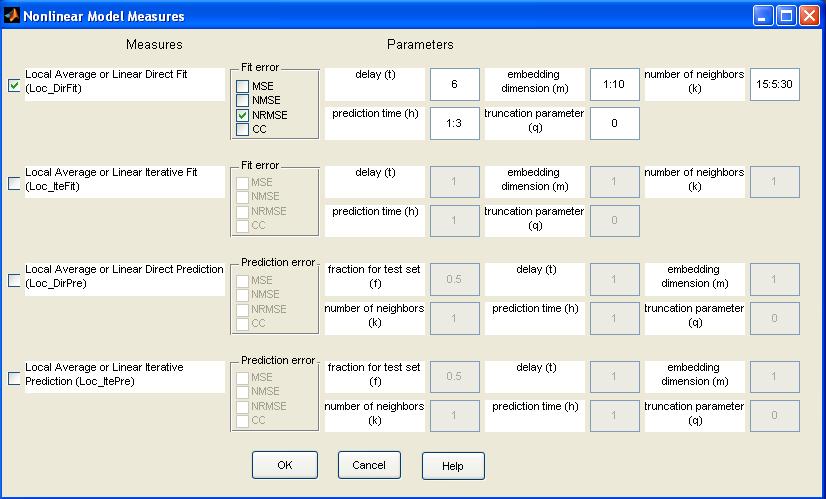 Nonlinear Model Measures
Measures
Parameters
Local Average or Linear Direct Fit
(Loc_DirFit)
Fit error
MSE
NMSE
NRMSE
CC
delay (t)
6
embedding
dimension (m)
1:10
number of neighbors
(k)
15:5:30
prediction time (h)
1:3
truncation parameter
(q)
0
Local Average or Linear Iterative Fit
(Loc_IteFit)
Fit error
MSE
NMSE
NRMSE
CC
delay (t)
1
embedding
dimension (m)
1
number of neighbors
(k)
1
prediction time (h)
1
truncation parameter
(q)
0
Local Average or Linear Direct Prediction
(Loc_DirPre)
Prediction error
MSE
NMSE
NRMSE
CC
fraction for test set
(f)
0.5
delay (t)
1
embedding
dimension (m)
1
number of neighbors
(k)
1
prediction time (h)
1
truncation parameter
(q)
0
Local Average or Linear Iterative
Prediction (Loc_ItePre)
Prediction error
MSE
NMSE
NRMSE
CC
fraction for test set
(f)
0.5
delay (t)
1
embedding
dimension (m)
1
number of neighbors
(k)
1
prediction time (h)
1
truncation parameter
(q)
0
OK
Cancel
Help